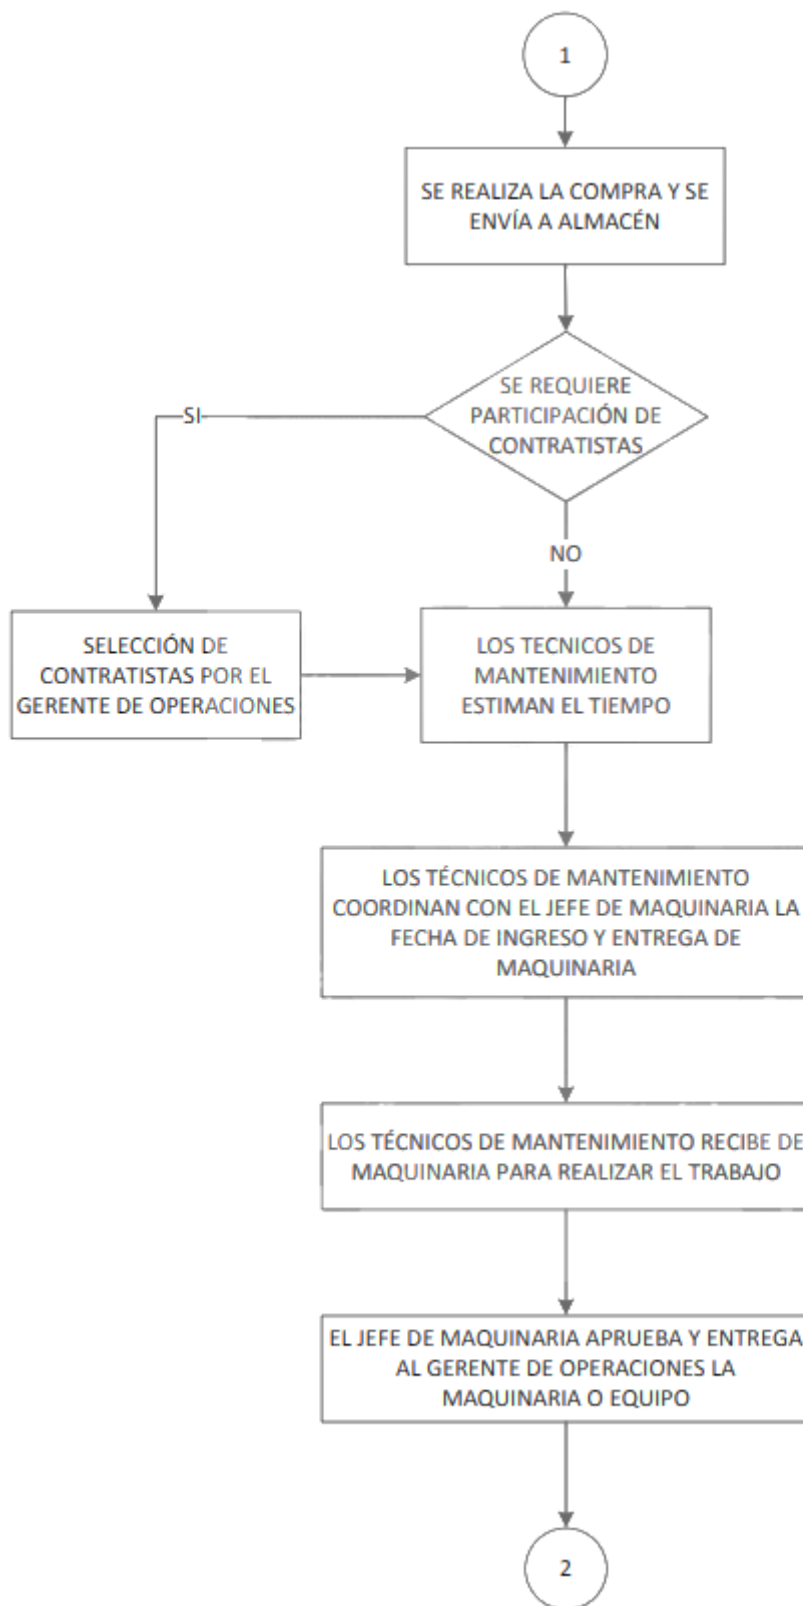 1
SE REALIZA LA COMPRA Y SE
ENVÍA A ALMACÉN
SE REQUIERE
PARTICIPACIÓN DE
CONTRATISTAS
SI
NO
SELECCIÓN DE
CONTRATISTAS POR EL
GERENTE DE OPERACIONES
LOS TECNICOS DE
MANTENIMIENTO
ESTIMAN EL TIEMPO
LOS TÉCNICOS DE MANTENIMIENTO
COORDINAN CON EL JEFE DE MAQUINARIA LA
FECHA DE INGRESO Y ENTREGA DE
MAQUINARIA
LOS TÉCNICOS DE MANTENIMIENTO RECIBE DE
MAQUINARIA PARA REALIZAR EL TRABAJO
EL JEFE DE MAQUINARIA APRUEBA Y ENTREGA
AL GERENTE DE OPERACIONES LA
MAQUINARIA O EQUIPO
2